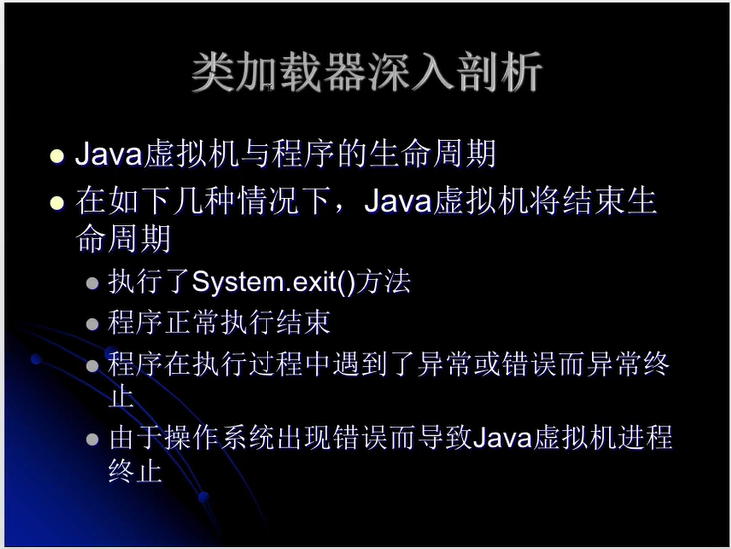 类加载器深入剖析
Java虚拟机与程序的生命周期
在如下几种情况下，Java虚拟机将结束生
命周期
执行了System.exit()方法
程序正常执行结束
程序在执行过程中遇到了异常或错误而异常终
止
由于操作系统出现错误而导致Java虚拟机进程
终止